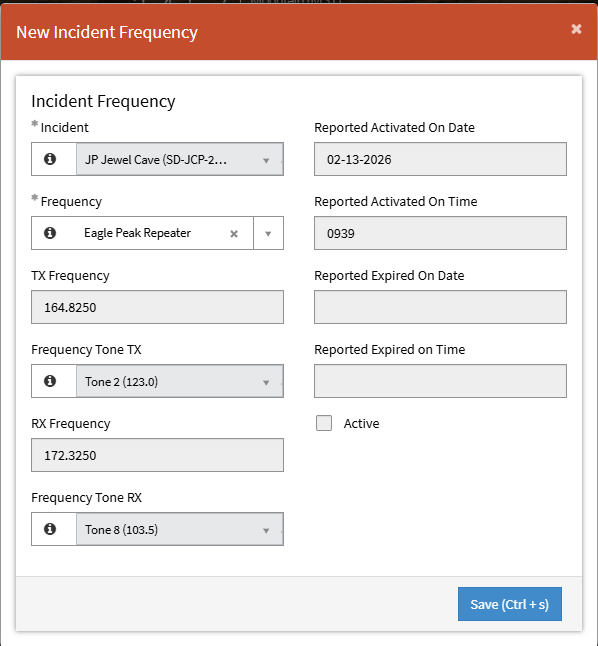 New Incident Frequency
Incident Frequency
* Incident
JP Jewel Cave (SD-JCP-2...
* Frequency
Eagle Peak Repeater
TX Frequency
164.8250
Frequency Tone TX
Tone 2 (123.0)
RX Frequency
172.3250
Frequency Tone RX
Tone 8 (103.5)
Reported Activated On Date
02-13-2026
Reported Activated On Time
0939
Reported Expired On Date
Reported Expired on Time
Active
Save (Ctrl + s)